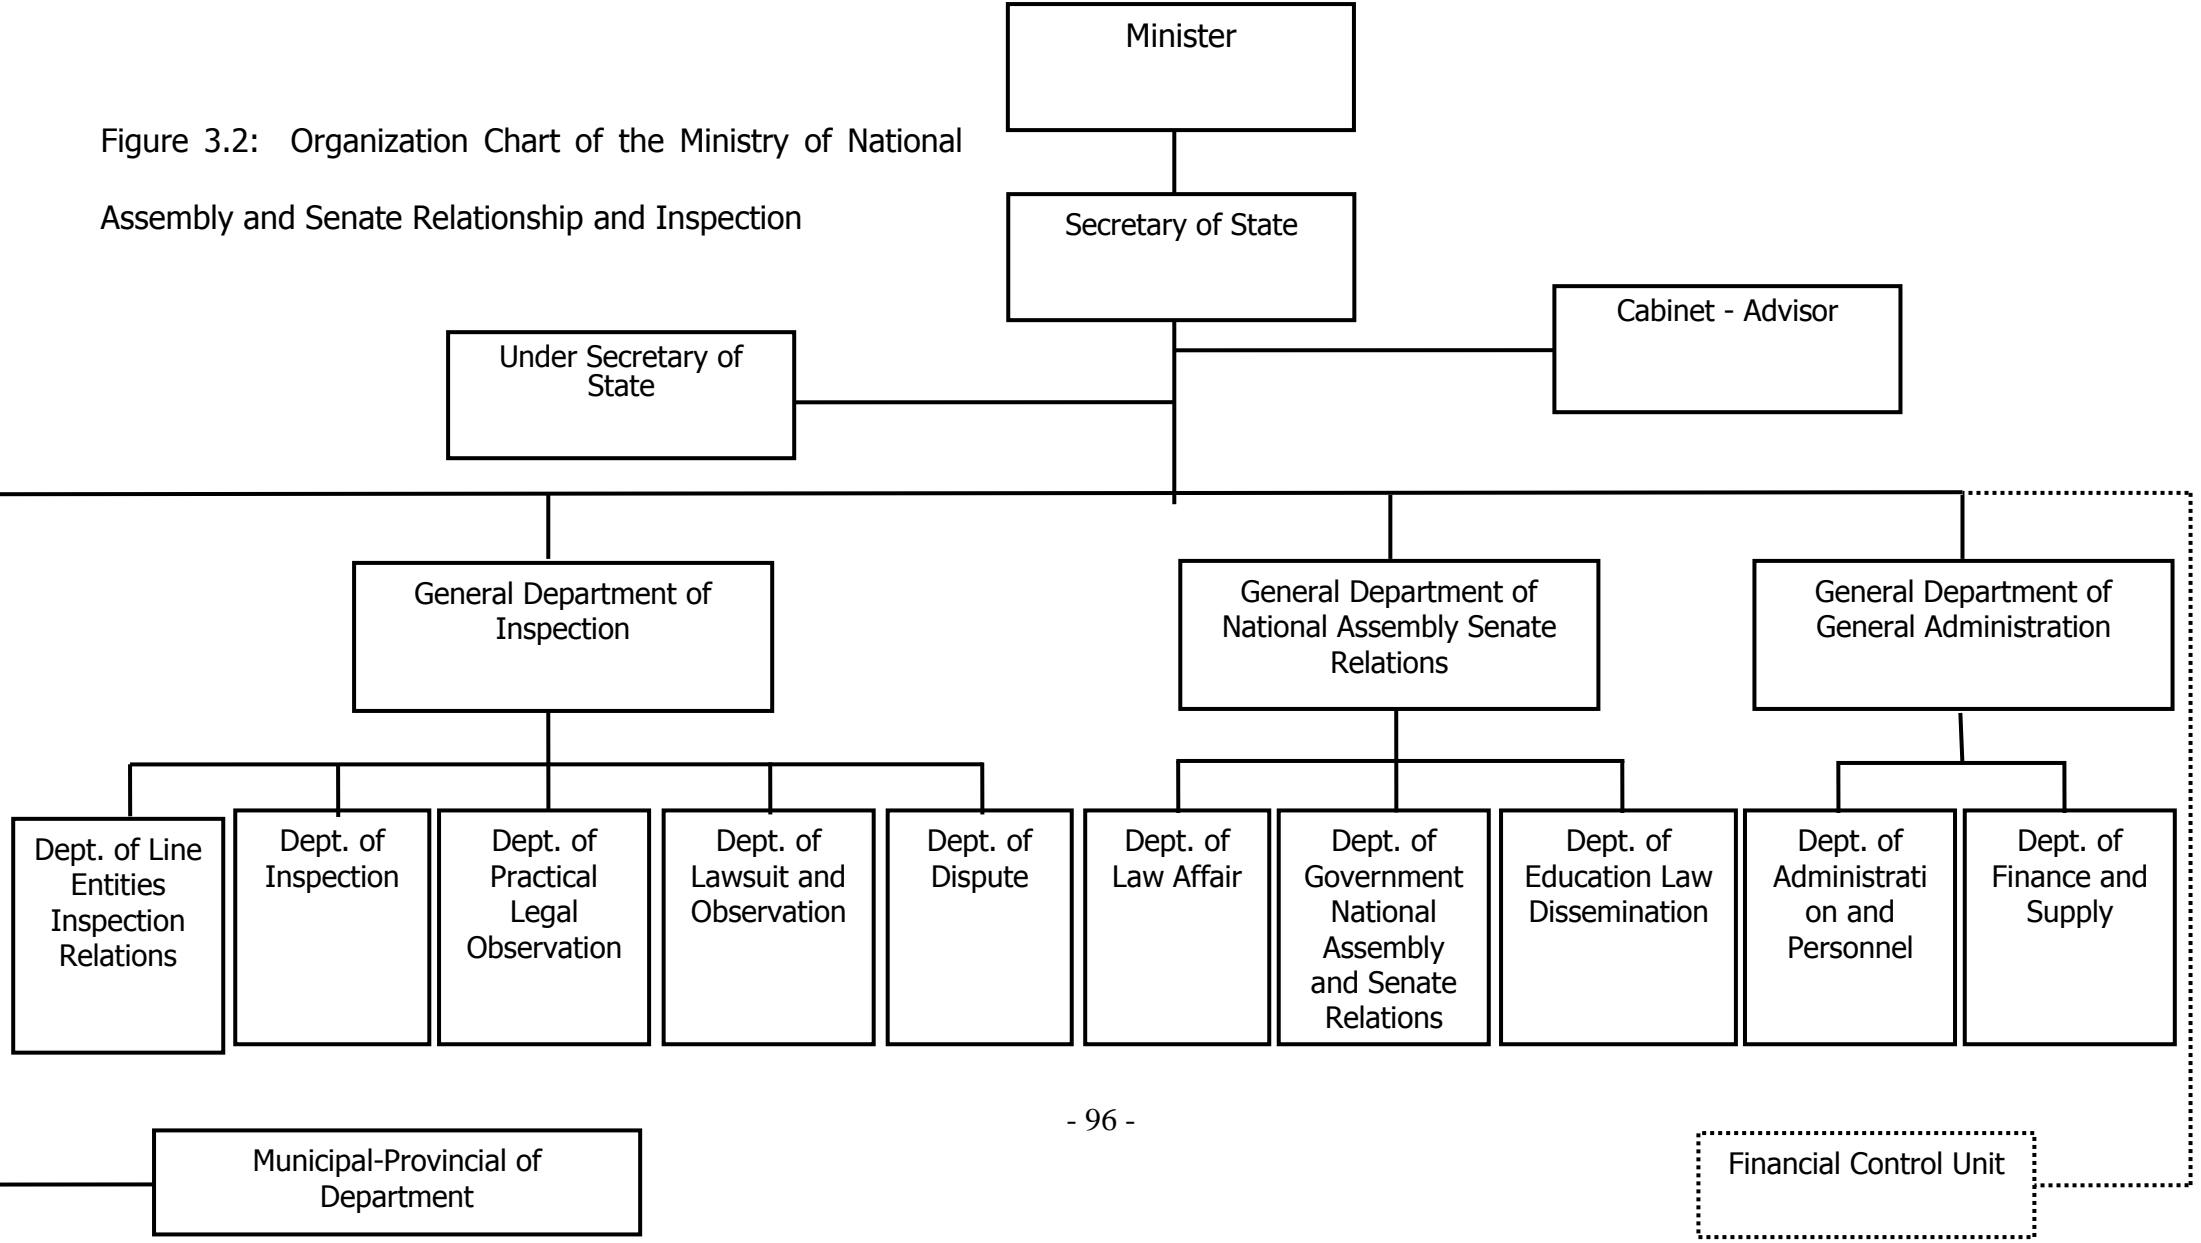 Minister
Figure 3.2: Organization Chart of the Ministry of National
Assembly and Senate Relationship and Inspection
Secretary of State
Cabinet - Advisor
Under Secretary of
State
General Department of
Inspection
General Department of
National Assembly Senate
Relations
General Department of
General Administration
Dept. of Line
Entities
Inspection
Relations
Dept. of
Inspection
Dept. of
Practical
Legal
Observation
Dept. of
Lawsuit and
Observation
Dept. of
Dispute
Dept. of
Law Affair
Dept. of
Government
National
Assembly
and Senate
Relations
Dept. of
Education Law
Dissemination
Dept. of
Administrati
on and
Personnel
Dept. of
Finance and
Supply
- 96 -
Municipal-Provincial of
Department
Financial Control Unit